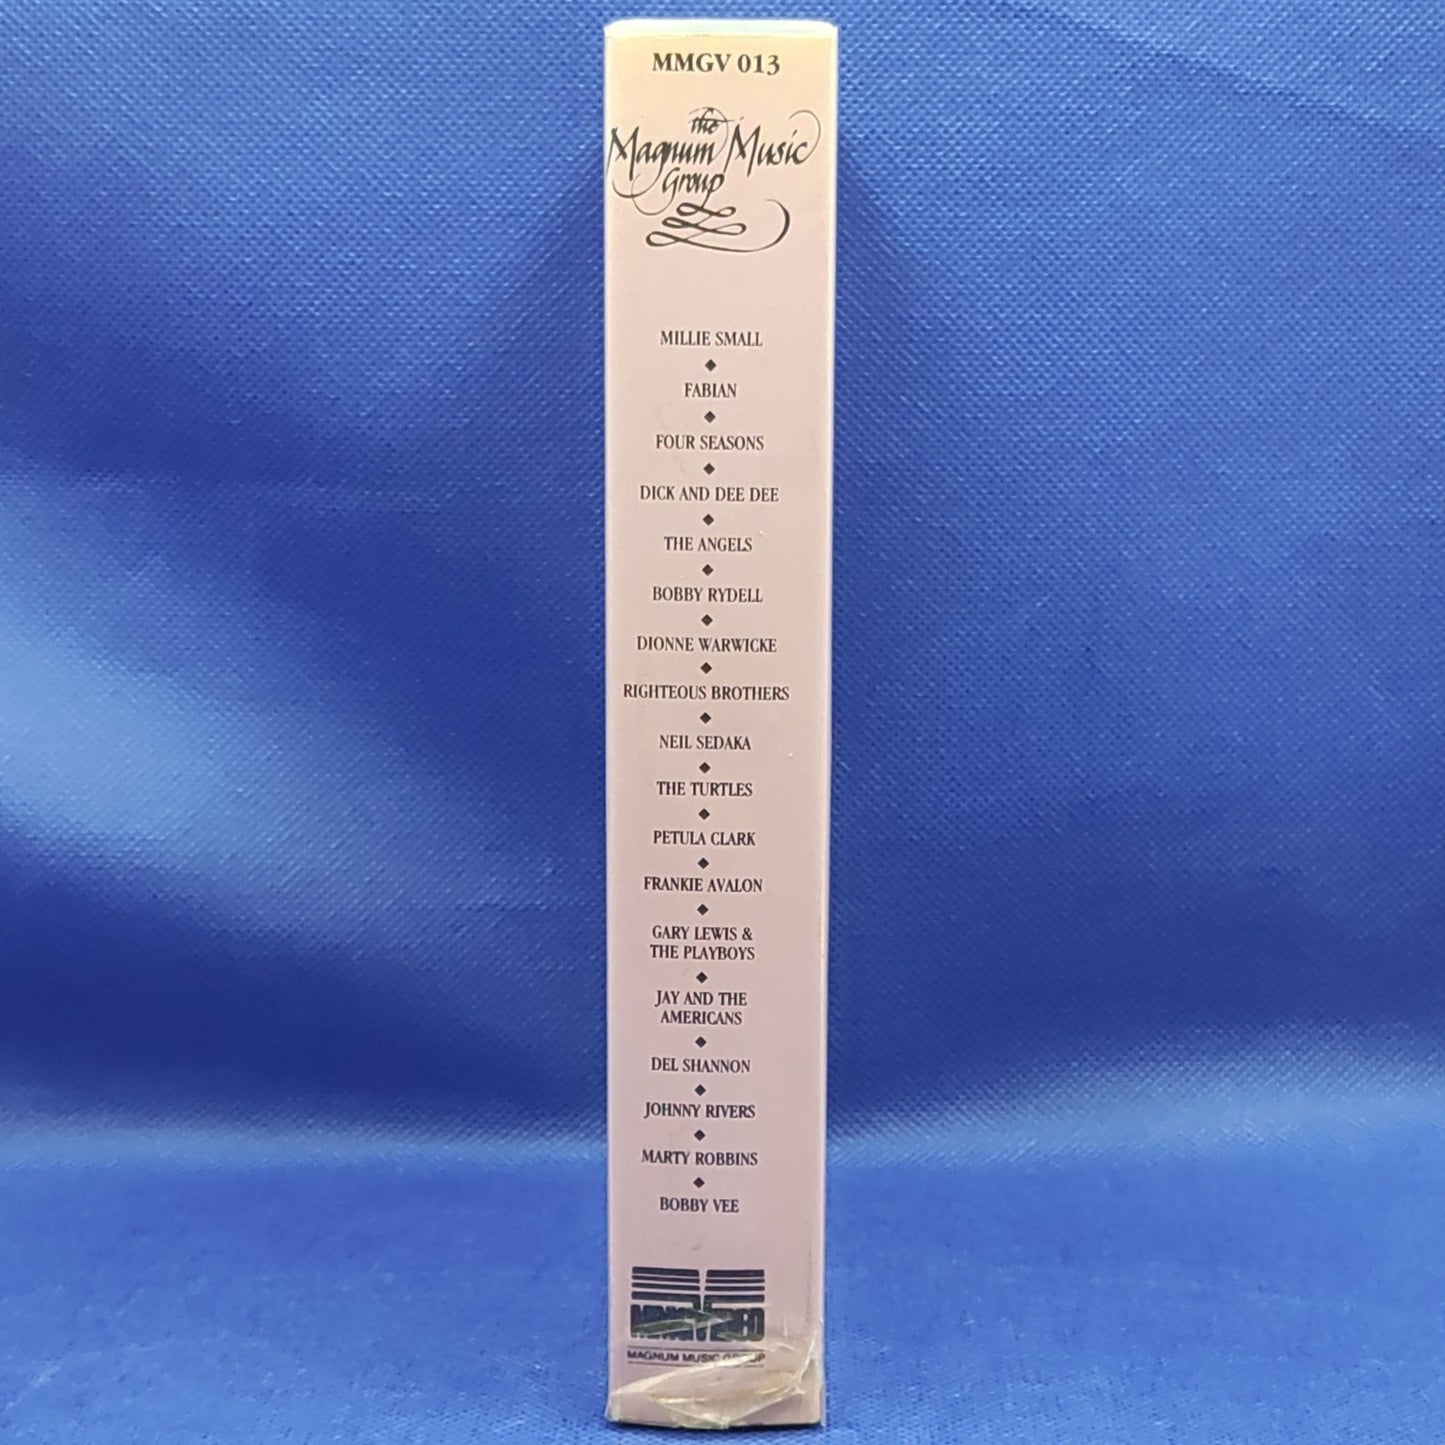 MMGV 013
the
Magnum Music
Group
MILLIE SMALL
FABIAN
FOUR SEASONS
DICK AND DEE DEE
THE ANGELS
BOBBY RYDELL
DIONNE WARWICKE
RIGHTEOUS BROTHERS
NEIL SEDAKA
THE TURTLES
PETULA CLARK
FRANKIE AVALON
GARY LEWIS &
THE PLAYBOYS
JAY AND THE
AMERICANS
DEL SHANNON
JOHNNY RIVERS
MARTY ROBBINS
BOBBY VEE
MMGVIDEO
MAGNUM MUSIC GROUP